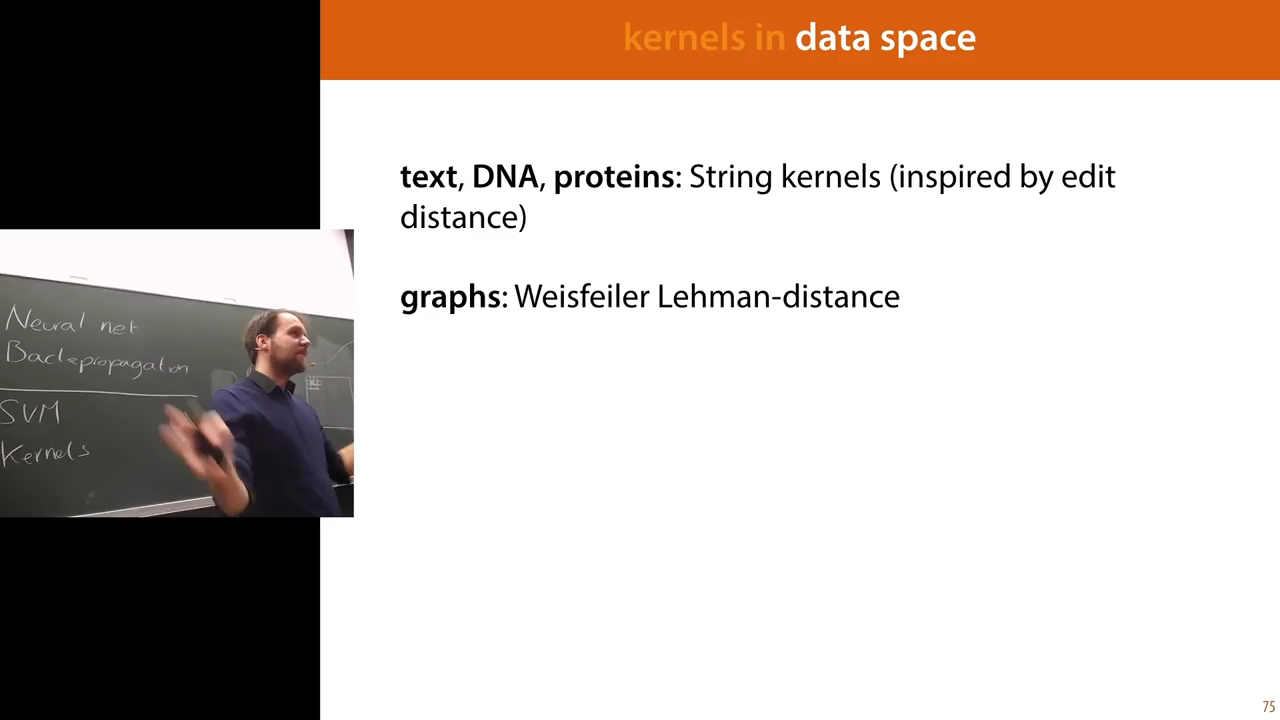 kernels in data space
text, DNA, proteins: String kernels (inspired by edit
distance)
graphs: Weisfeiler Lehman-distance
Neural net
Backpropagation
SVM
Kernels
75